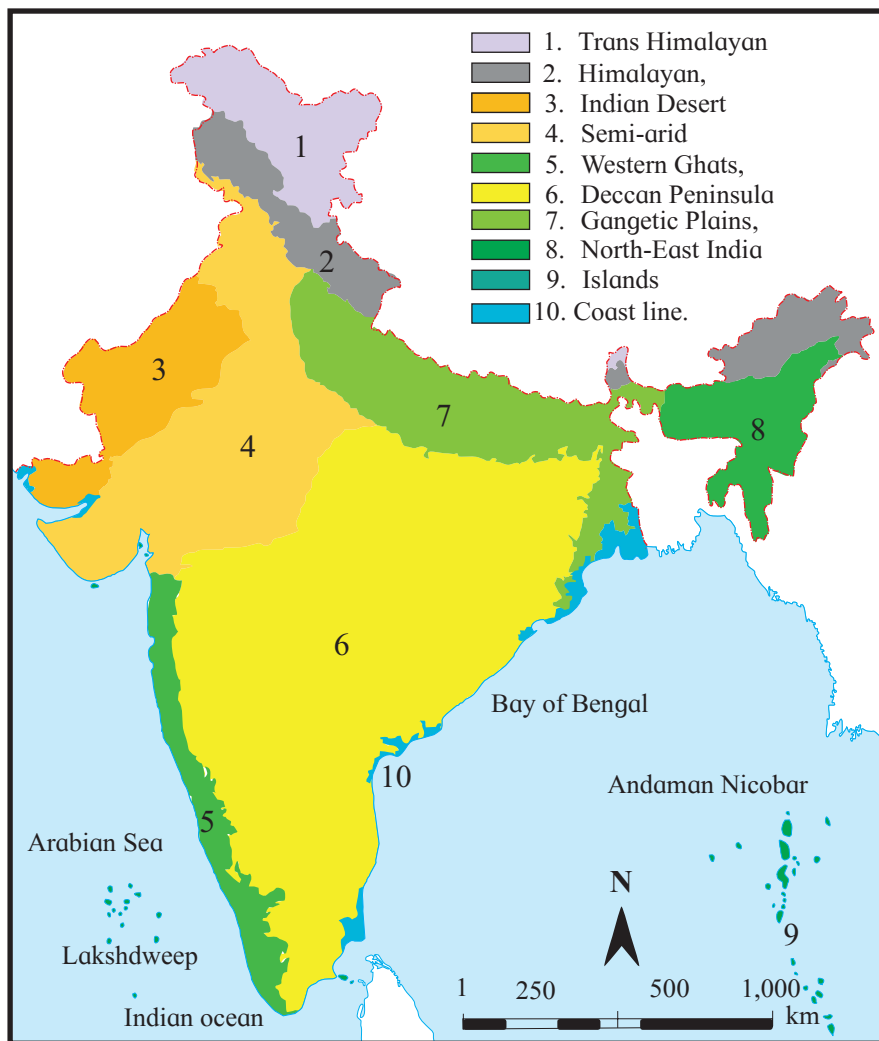 1. Trans Himalayan
2. Himalayan,
3. Indian Desert
4. Semi-arid
5. Western Ghats,
6. Deccan Peninsula
7. Gangetic Plains,
8. North-East India
9. Islands
10. Coast line.
1
2
3
7
8
4
6
Bay of Bengal
10
Andaman Nicobar
5
Arabian Sea
N
9
Lakshdweep
1 250 500 1,000
km
Indian ocean